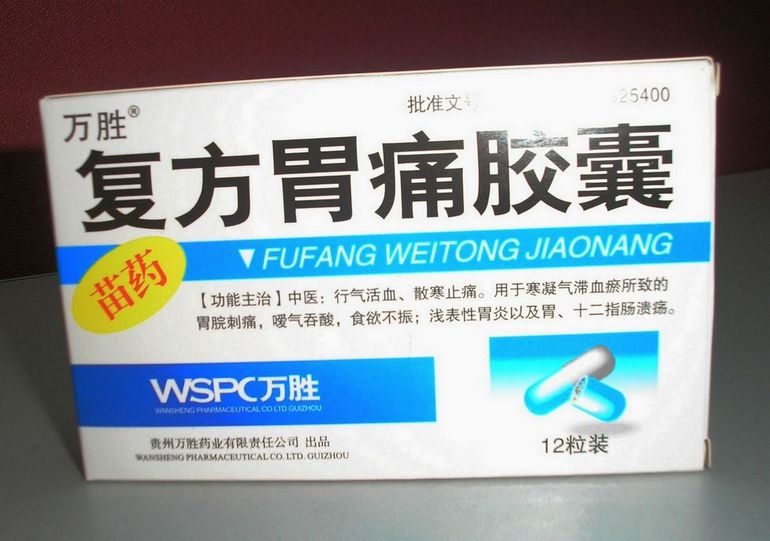 万胜®
批准文号 25400
复方胃痛胶囊
▼FUFANG WEITONG JIAONANG
苗药
【功能主治】中医：行气活血、散寒止痛。用于寒凝气滞血瘀所致的
胃脘刺痛，嗳气吞酸，食欲不振；浅表性胃炎以及胃、十二指肠溃疡。
WSPC万胜
WANSHENG PHARMACEUTICAL CO LTD GUIZHOU
贵州万胜药业有限责任公司 出品
WANSHENG PHARMACEUTICAL CO. LTD. GUIZHOU
12粒装